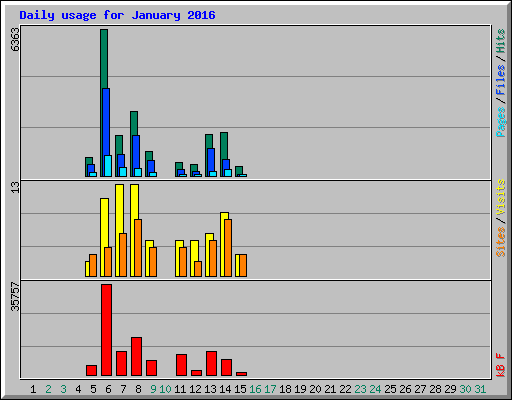 Daily usage for January 2016
6363
13
35757
Pages/Files/Hits
Sites/Visits
kB F
1 2 3 4 5 6 7 8 9 10 11 12 13 14 15 16 17 18 19 20 21 22 23 24 25 26 27 28 29 30 31